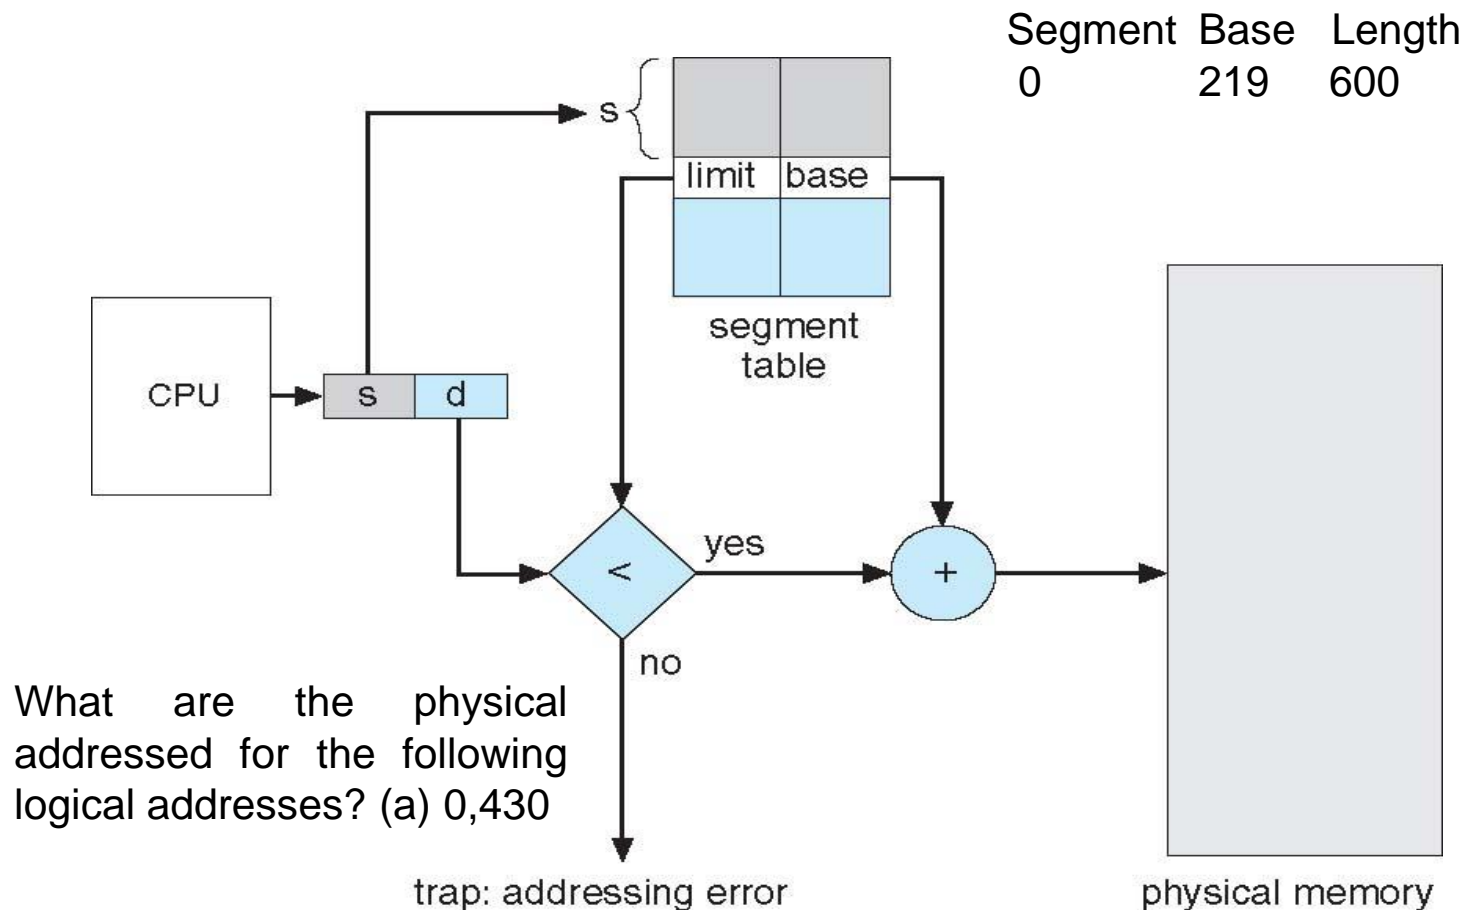 Segment Base Length
0 219 600
s
limit base
segment
table
CPU
s d
<
yes
+
no
What are the physical
addressed for the following
logical addresses? (a) 0,430
trap: addressing error
physical memory